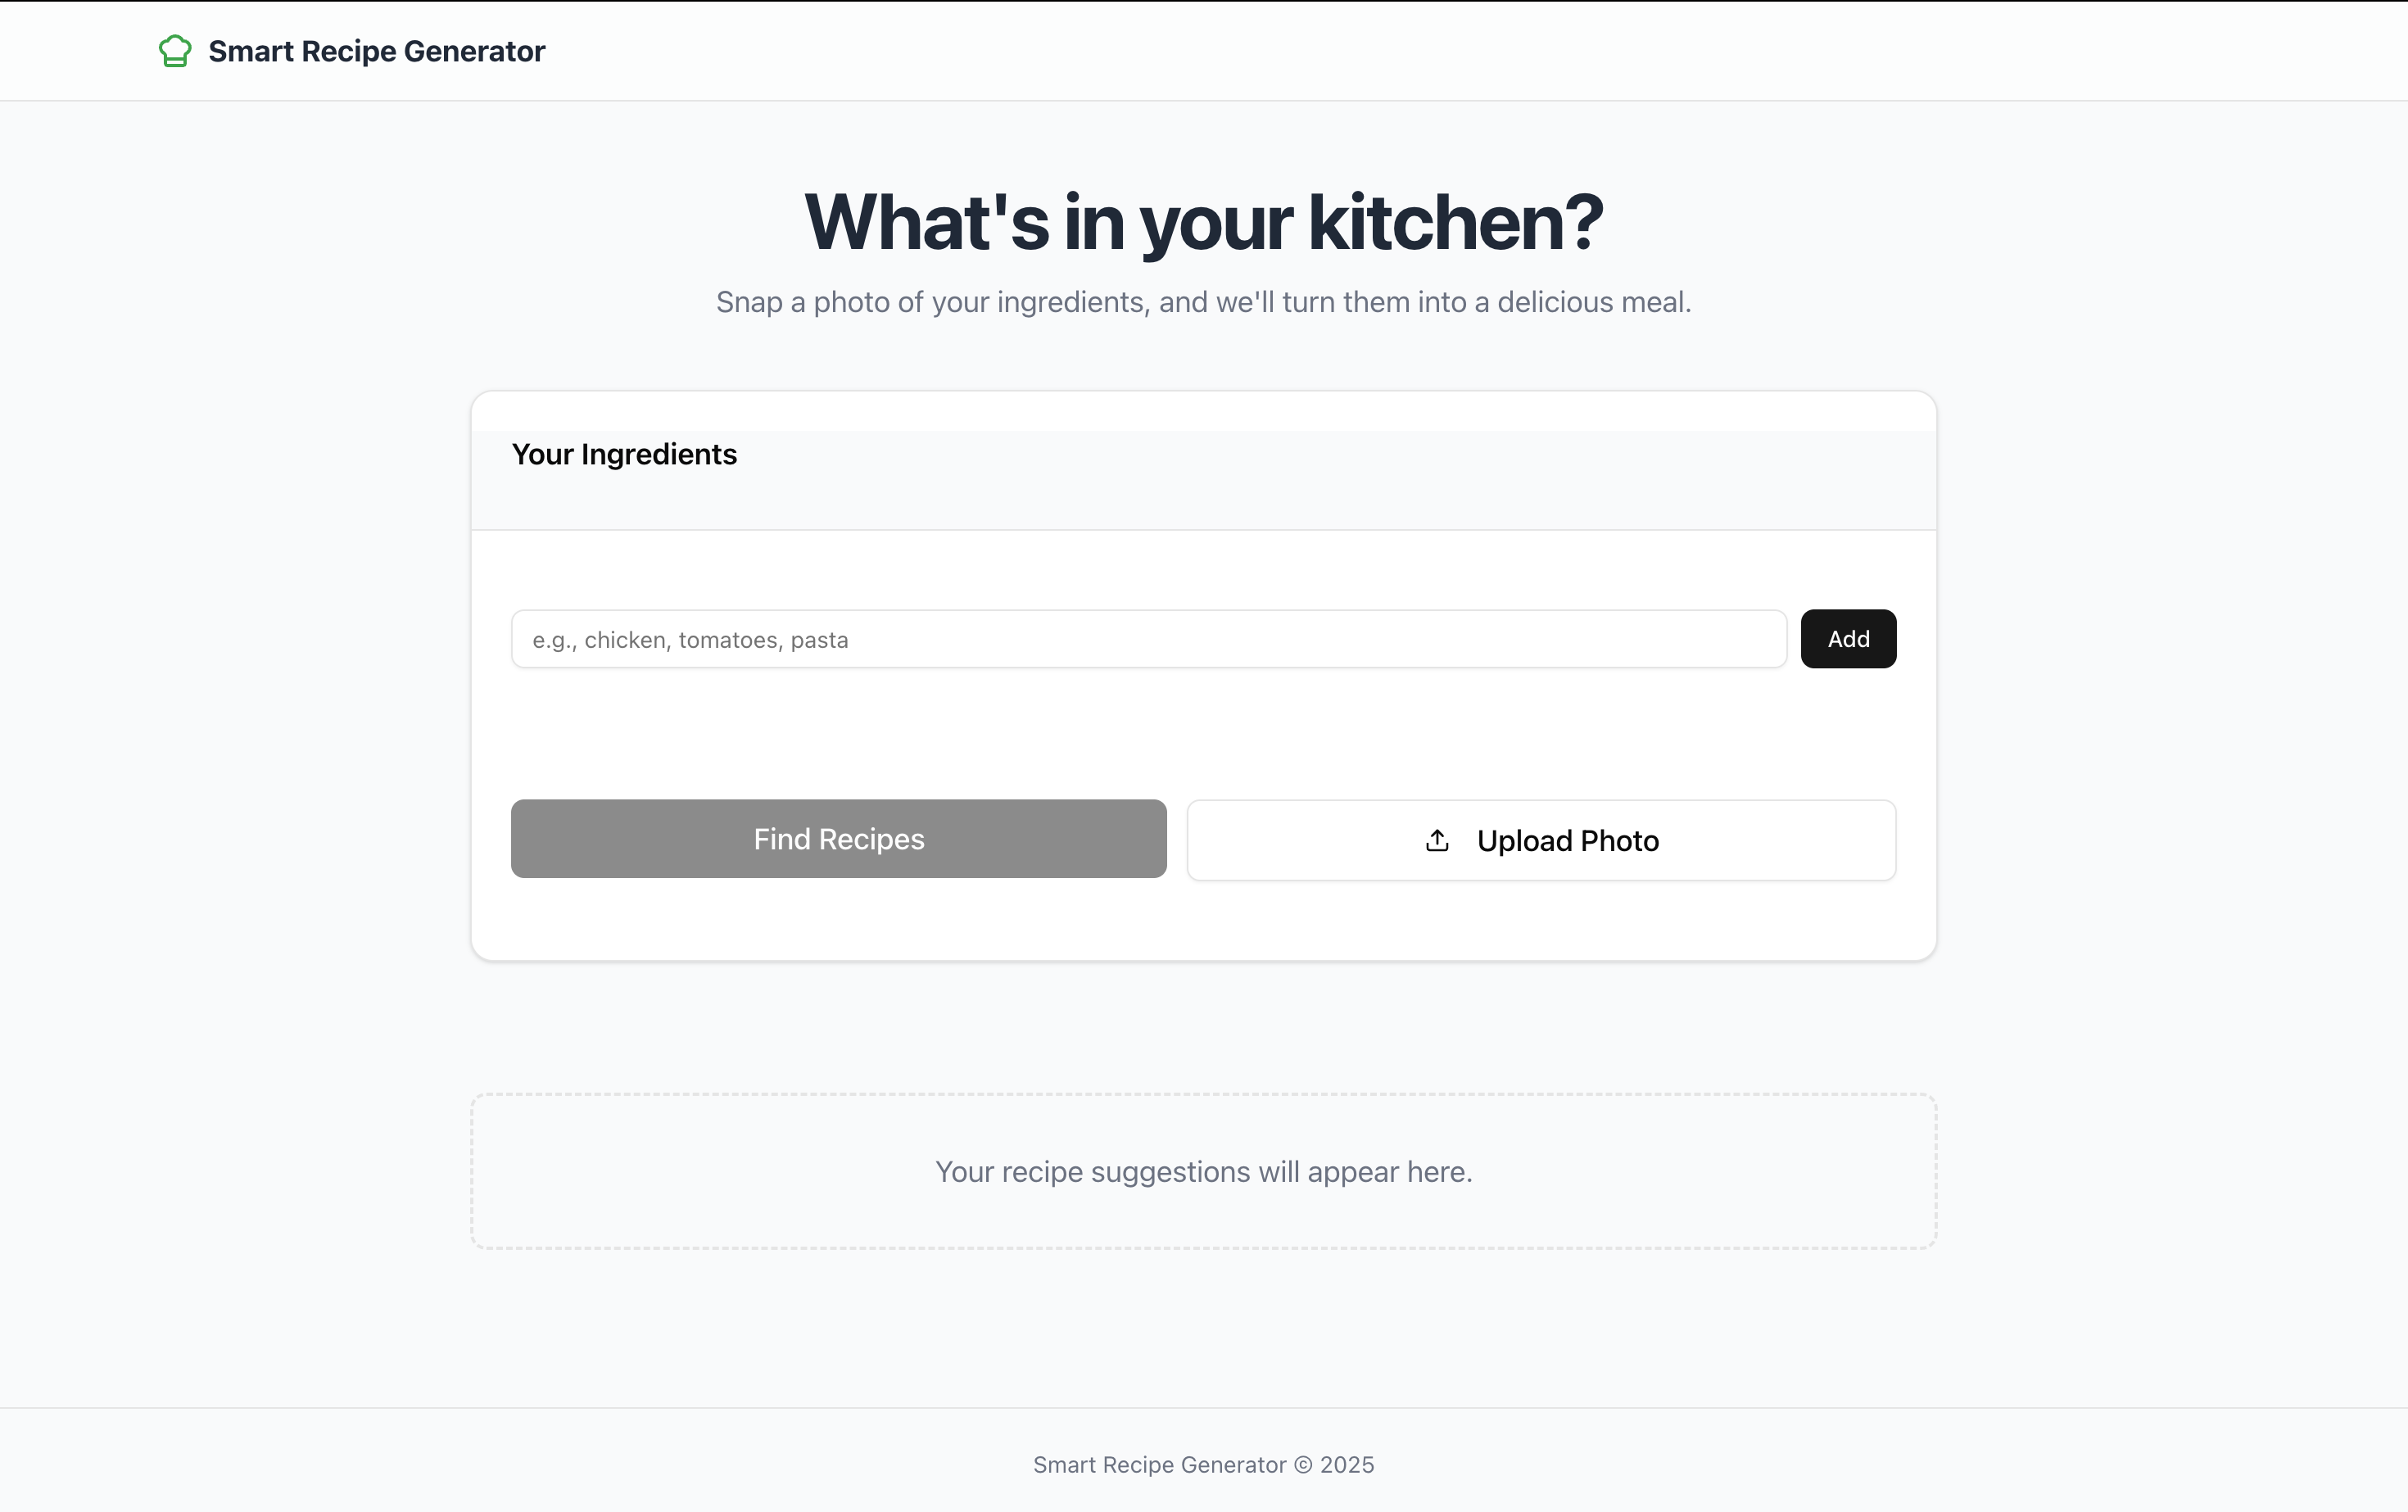 Smart Recipe Generator
What's in your kitchen?
Snap a photo of your ingredients, and we'll turn them into a delicious meal.
Your Ingredients
e.g., chicken, tomatoes, pasta
Add
Find Recipes
Upload Photo
Your recipe suggestions will appear here.
Smart Recipe Generator © 2025